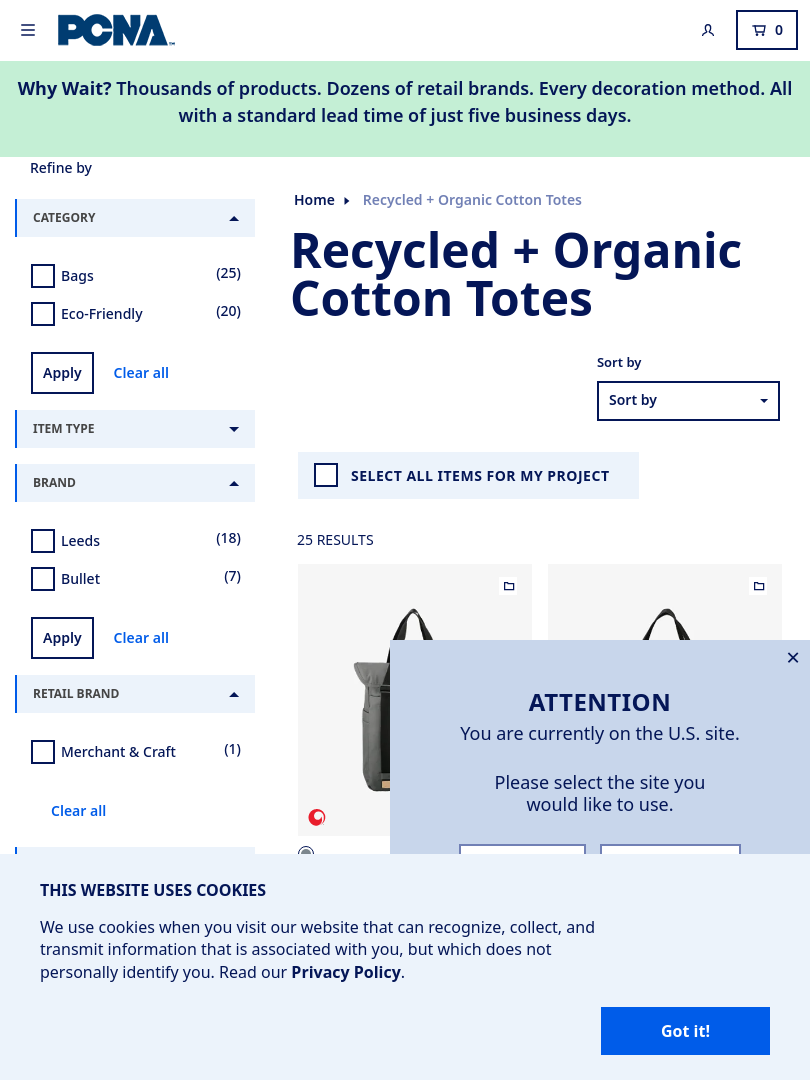 PCNA
0
Why Wait? Thousands of products. Dozens of retail brands. Every decoration method. All
with a standard lead time of just five business days.
Refine by
CATEGORY
Bags (25)
Eco-Friendly (20)
Apply Clear all
ITEM TYPE
BRAND
Leeds (18)
Bullet (7)
Apply Clear all
RETAIL BRAND
Merchant & Craft (1)
Clear all
Home Recycled + Organic Cotton Totes
Recycled + Organic
Cotton Totes
Sort by
Sort by
SELECT ALL ITEMS FOR MY PROJECT
25 RESULTS
ATTENTION
You are currently on the U.S. site.
Please select the site you
would like to use.
THIS WEBSITE USES COOKIES
We use cookies when you visit our website that can recognize, collect, and
transmit information that is associated with you, but which does not
personally identify you. Read our Privacy Policy.
Got it!